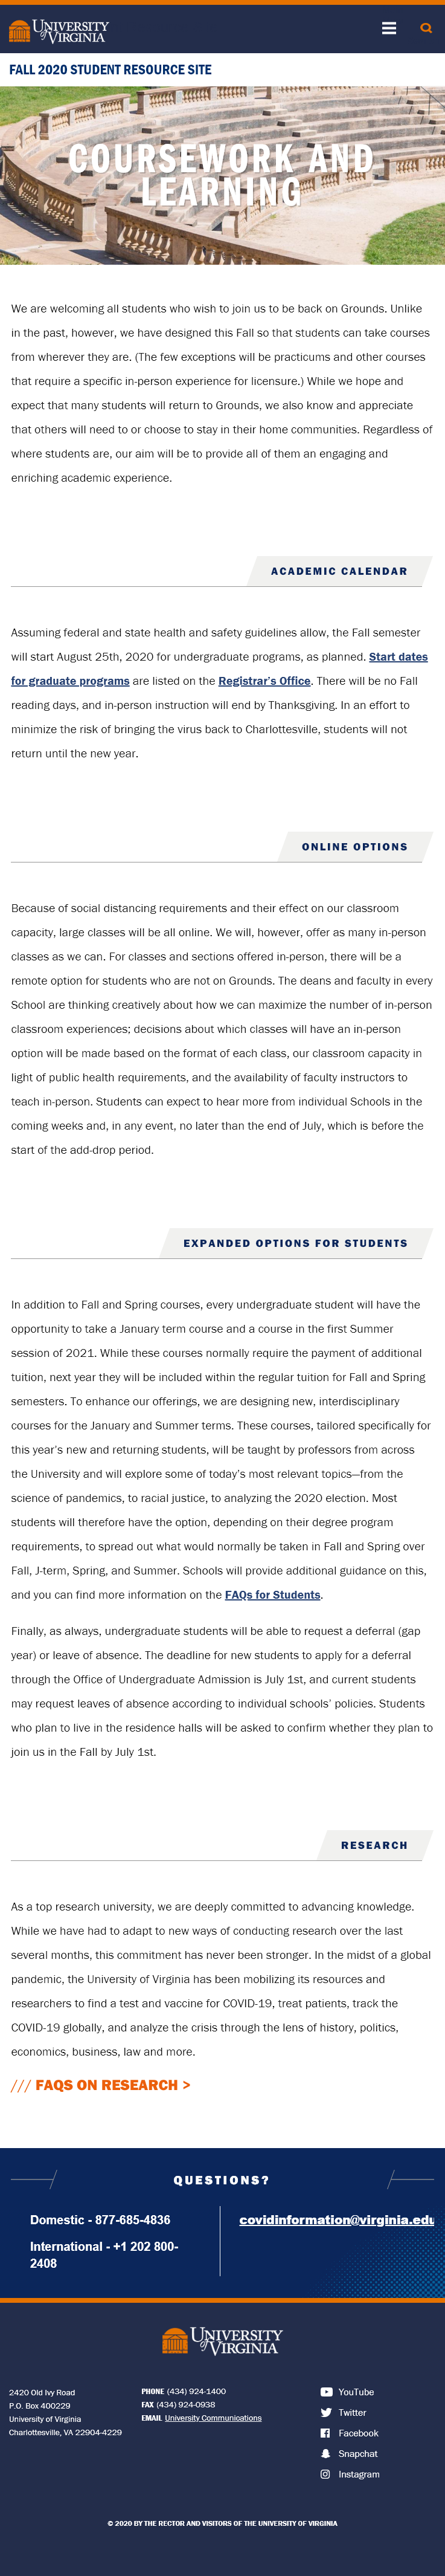 UNIVERSITY
of VIRGINIA
FALL 2020 STUDENT RESOURCE SITE
COURSEWORK AND
LEARNING
We are welcoming all students who wish to join us to be back on Grounds. Unlike
in the past, however, we have designed this Fall so that students can take courses
from wherever they are. (The few exceptions will be practicums and other courses
that require a specific in-person experience for licensure.) While we hope and
expect that many students will return to Grounds, we also know and appreciate
that others will need to or choose to stay in their home communities. Regardless of
where students are, our aim will be to provide all of them an engaging and
enriching academic experience.
ACADEMIC CALENDAR
Assuming federal and state health and safety guidelines allow, the Fall semester
will start August 25th, 2020 for undergraduate programs, as planned. Start dates
for graduate programs are listed on the Registrar's Office. There will be no Fall
reading days, and in-person instruction will end by Thanksgiving. In an effort to
minimize the risk of bringing the virus back to Charlottesville, students will not
return until the new year.
ONLINE OPTIONS
Because of social distancing requirements and their effect on our classroom
capacity, large classes will be all online. We will, however, offer as many in-person
classes as we can. For classes and sections offered in-person, there will be a
remote option for students who are not on Grounds. The deans and faculty in every
School are thinking creatively about how we can maximize the number of in-person
classroom experiences; decisions about which classes will have an in-person
option will be made based on the format of each class, our classroom capacity in
light of public health requirements, and the availability of faculty instructors to
teach in-person. Students can expect to hear more from individual Schools in the
coming weeks and, in any event, no later than the end of July, which is before the
start of the add-drop period.
EXPANDED OPTIONS FOR STUDENTS
In addition to Fall and Spring courses, every undergraduate student will have the
opportunity to take a January term course and a course in the first Summer
session of 2021. While these courses normally require the payment of additional
tuition, next year they will be included within the regular tuition for Fall and Spring
semesters. To enhance our offerings, we are designing new, interdisciplinary
courses for the January and Summer terms. These courses, tailored specifically for
this year's new and returning students, will be taught by professors from across
the University and will explore some of today's most relevant topics—from the
science of pandemics, to racial justice, to analyzing the 2020 election. Most
students will therefore have the option, depending on their degree program
requirements, to spread out what would normally be taken in Fall and Spring over
Fall, J-term, Spring, and Summer. Schools will provide additional guidance on this,
and you can find more information on the FAQs for Students.
Finally, as always, undergraduate students will be able to request a deferral (gap
year) or leave of absence. The deadline for new students to apply for a deferral
through the Office of Undergraduate Admission is July 1st, and current students
may request leaves of absence according to individual schools' policies. Students
who plan to live in the residence halls will be asked to confirm whether they plan to
join us in the Fall by July 1st.
RESEARCH
As a top research university, we are deeply committed to advancing knowledge.
While we have had to adapt to new ways of conducting research over the last
several months, this commitment has never been stronger. In the midst of a global
pandemic, the University of Virginia has been mobilizing its resources and
researchers to find a test and vaccine for COVID-19, treat patients, track the
COVID-19 globally, and analyze the crisis through the lens of history, politics,
economics, business, law and more.
/// FAQS ON RESEARCH >
QUESTIONS?
Domestic - 877-685-4836
International - +1 202 800-
2408
covidinformation@virginia.edu
UNIVERSITY
of VIRGINIA
2420 Old Ivy Road
P.O. Box 400229
University of Virginia
Charlottesville, VA 22904-4229
PHONE (434) 924-1400
FAX (434) 924-0938
EMAIL University Communications
YouTube
Twitter
Facebook
Snapchat
Instagram
© 2020 BY THE RECTOR AND VISITORS OF THE UNIVERSITY OF VIRGINIA